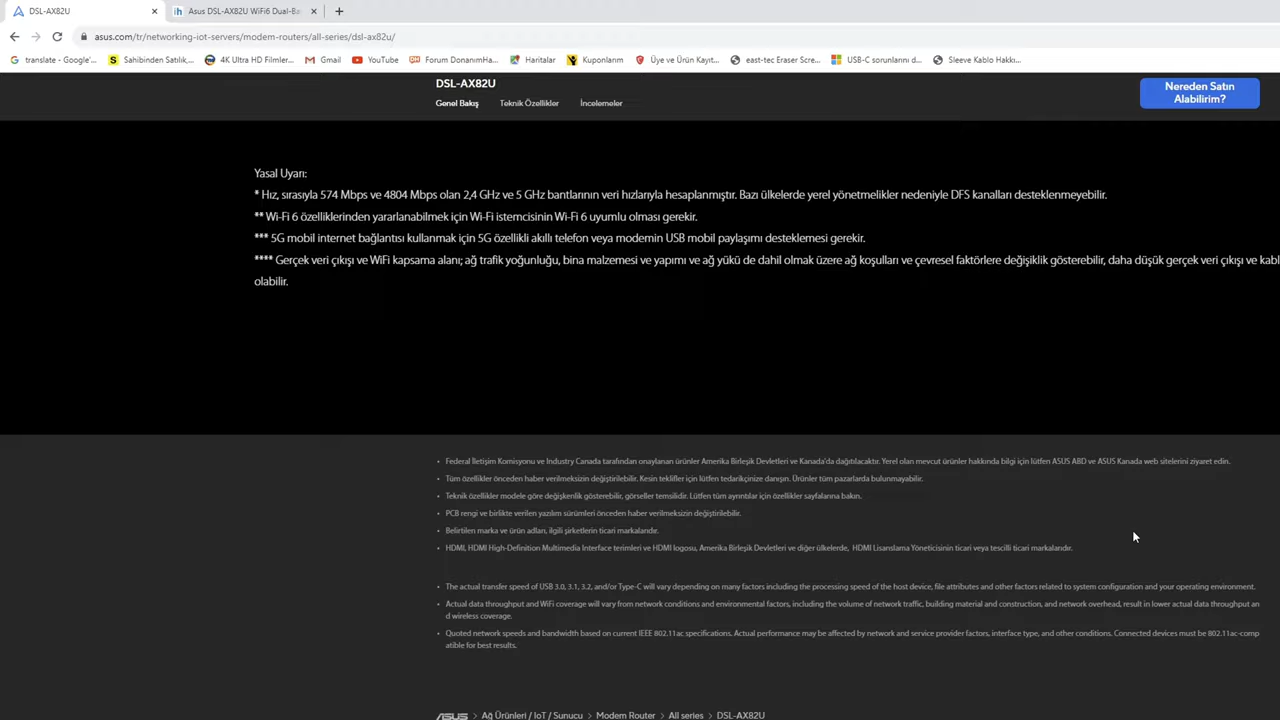 DSL-AX82U
Asus DSL-AX82U WiFi6 Dual-Ba
asus.com/tr/networking-iot-servers/modem-routers/all-series/dsl-ax82u/
translate - Google'... Sahibinden Satılık,... 4K Ultra HD Filmler... Gmail YouTube Forum DonanımHa... Haritalar Kuponlarım Üye ve Ürün Kayıt... east-tec Eraser Scre... USB-C sorunlarını d... Sleeve Kablo Hakkı...
DSL-AX82U
Genel Bakış Teknik Özellikler İncelemeler
Nereden Satın
Alabilirim?
Yasal Uyarı:
* Hız, sırasıyla 574 Mbps ve 4804 Mbps olan 2,4 GHz ve 5 GHz bantlarının veri hızlarıyla hesaplanmıştır. Bazı ülkelerde yerel yönetmelikler nedeniyle DFS kanalları desteklenmeyebilir.
** Wi-Fi 6 özelliklerinden yararlanabilmek için Wi-Fi istemcisinin Wi-Fi 6 uyumlu olması gerekir.
*** 5G mobil internet bağlantısı kullanmak için 5G özellikli akıllı telefon veya modemin USB mobil paylaşımı desteklemesi gerekir.
**** Gerçek veri çıkışı ve WiFi kapsama alanı; ağ trafik yoğunluğu, bina malzemesi ve yapımı ve ağ yükü de dahil olmak üzere ağ koşulları ve çevresel faktörlere değişiklik gösterebilir, daha düşük gerçek veri çıkışı ve kabl
olabilir.
• Federal İletişim Komisyonu ve Industry Canada tarafından onaylanan ürünler Amerika Birleşik Devletleri ve Kanada'da dağıtılacaktır. Yerel olan mevcut ürünler hakkında bilgi için lütfen ASUS ABD ve ASUS Kanada web sitelerini ziyaret edin.
• Tüm özellikler önceden haber verilmeksizin değiştirilebilir. Kesin teklifler için lütfen tedarikçinize danışın. Ürünler tüm pazarlarda bulunmayabilir.
• Teknik özellikler modele göre değişkenlik gösterebilir, görseller temsilidir. Lütfen tüm ayrıntılar için özellikler sayfalarına bakın.
• PCB rengi ve birlikte verilen yazılım sürümleri önceden haber verilmeksizin değiştirilebilir.
• Belirtilen marka ve ürün adları, ilgili şirketlerin ticari markalarıdır.
• HDMI, HDMI High-Definition Multimedia Interface terimleri ve HDMI logosu, Amerika Birleşik Devletleri ve diğer ülkelerde, HDMI Lisanslama Yöneticisinin ticari veya tescilli ticari markalarıdır.
• The actual transfer speed of USB 3.0, 3.1, 3.2, and/or Type-C will vary depending on many factors including the processing speed of the host device, file attributes and other factors related to system configuration and your operating environment.
• Actual data throughput and WiFi coverage will vary from network conditions and environmental factors, including the volume of network traffic, building material and construction, and network overhead, result in lower actual data throughput an
d wireless coverage.
• Quoted network speeds and bandwidth based on current IEEE 802.11ac specifications. Actual performance may be affected by network and service provider factors, interface type, and other conditions. Connected devices must be 802.11ac-comp
atible for best results.
ASUS > Ağ Ürünleri / IoT / Sunucu > Modem Router > All series > DSL-AX82U